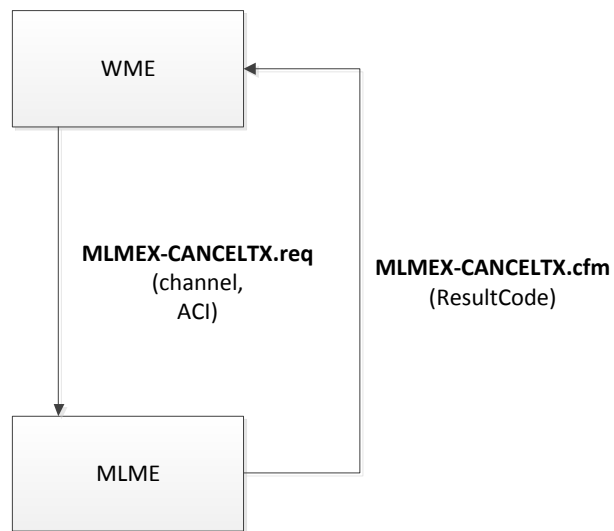 WME
MLMEX-CANCELTX.req
(channel,
ACI)
MLMEX-CANCELTX.cfm
(ResultCode)
MLME